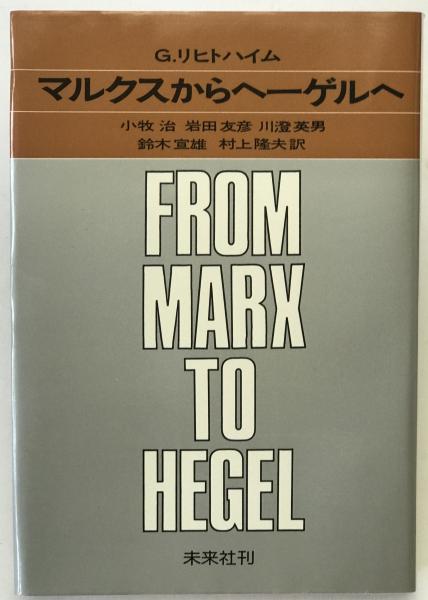 G.リヒトハイム
マルクスからヘーゲルへ
小牧 治 岩田友彦 川澄英男
鈴木宣雄 村上隆夫訳
FROM
MARX
TO
HEGEL
未来社刊